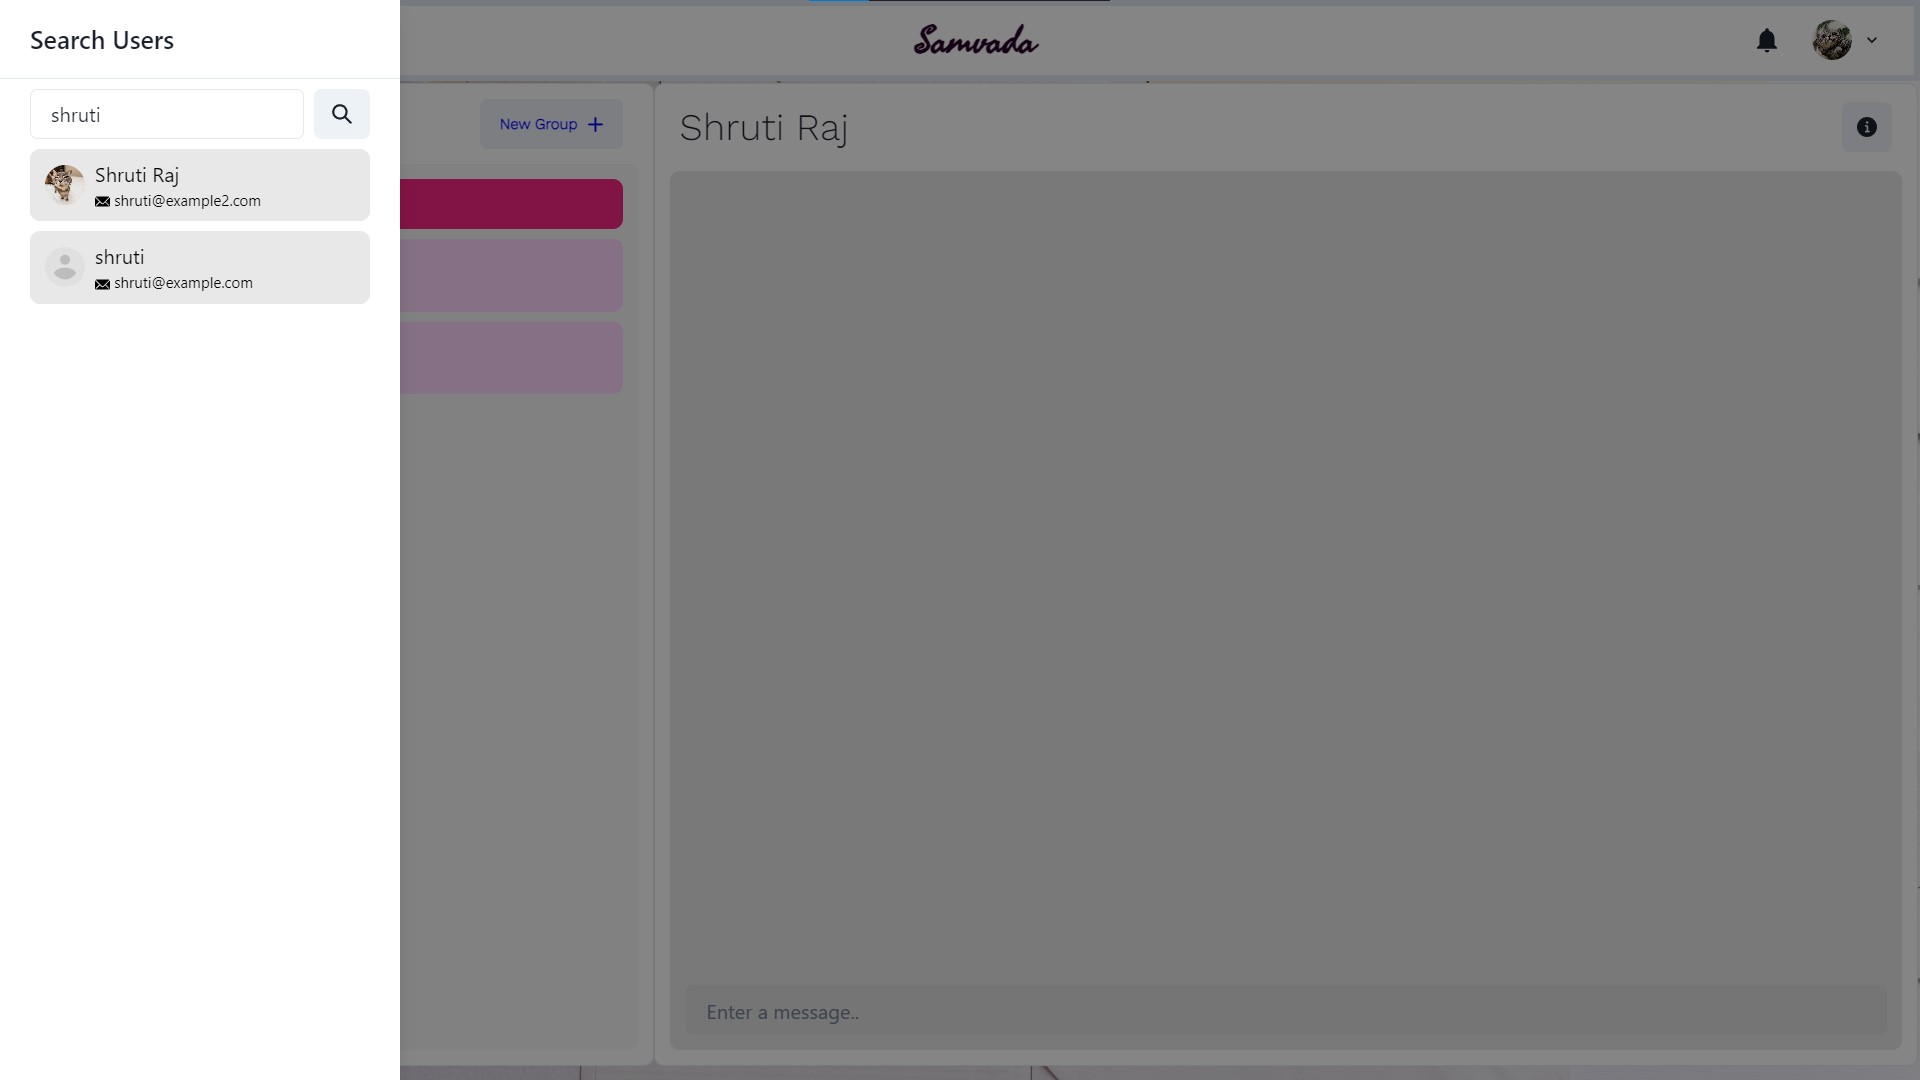 Search Users
shruti
Shruti Raj
shruti@example2.com
shruti
shruti@example.com
Samvada
New Group
Shruti Raj
Enter a message..